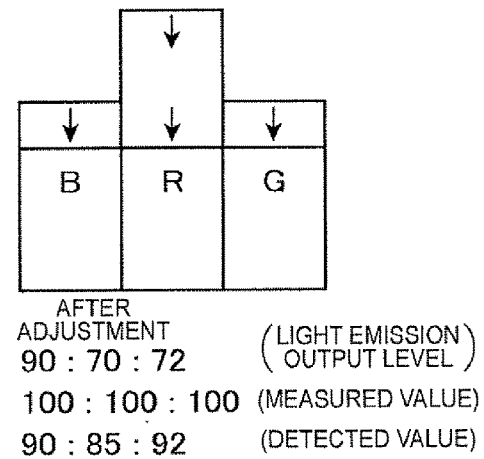 B R G
AFTER
ADJUSTMENT
90 : 70 : 72 (LIGHT EMISSION
OUTPUT LEVEL)
100 : 100 : 100 (MEASURED VALUE)
90 : 85 : 92 (DETECTED VALUE)